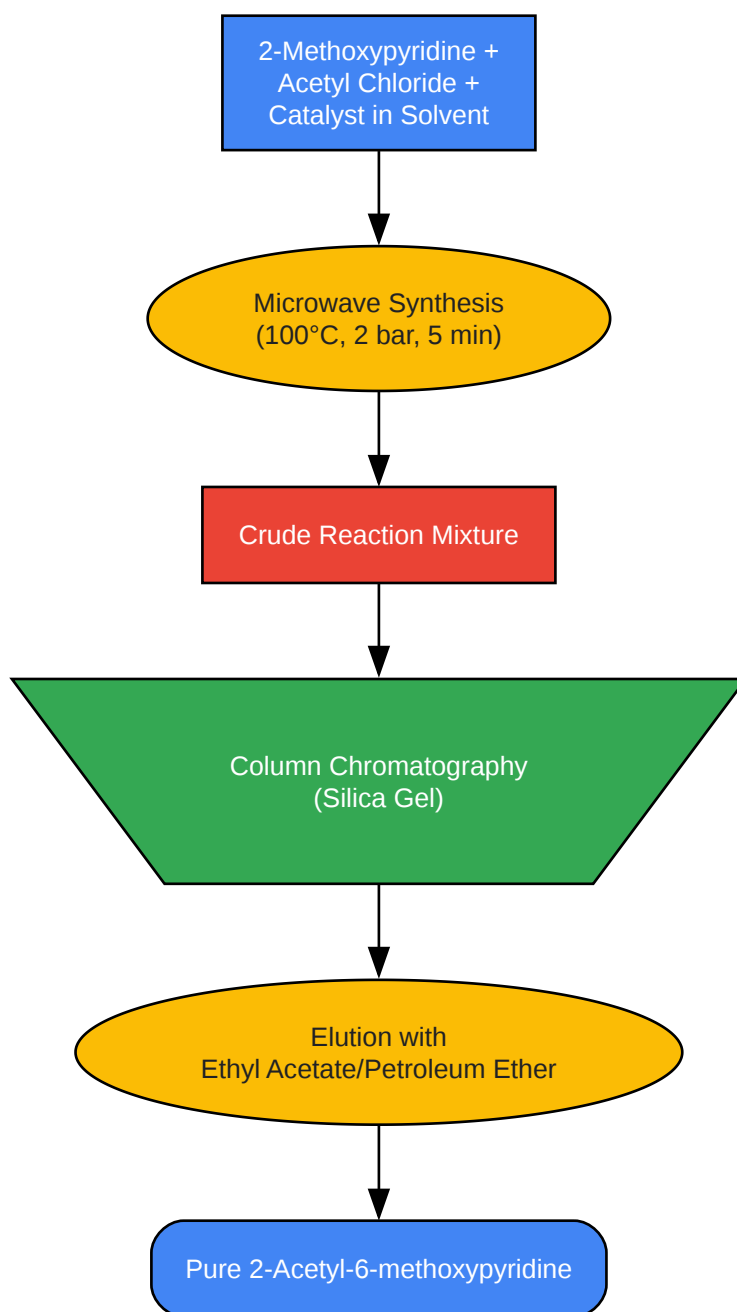 2-Methoxypyridine +
Acetyl Chloride +
Catalyst in Solvent
Microwave Synthesis
(100°C, 2 bar, 5 min)
Crude Reaction Mixture
Column Chromatography
(Silica Gel)
Elution with
Ethyl Acetate/Petroleum Ether
Pure 2-Acetyl-6-methoxypyridine